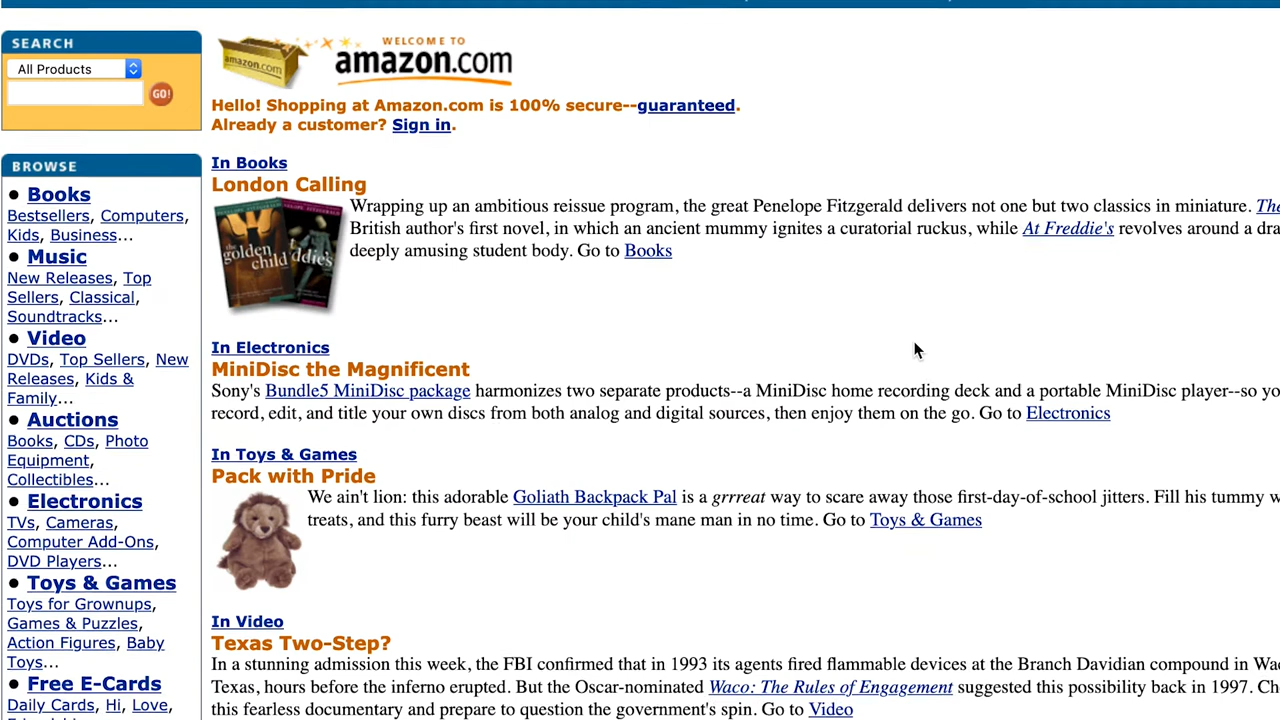 SEARCH
All Products
GO!
amazon.com
WELCOME TO
amazon.com
Hello! Shopping at Amazon.com is 100% secure--guaranteed.
Already a customer? Sign in.
BROWSE
• Books
Bestsellers, Computers,
Kids, Business...
• Music
New Releases, Top
Sellers, Classical,
Soundtracks...
• Video
DVDs, Top Sellers, New
Releases, Kids &
Family...
• Auctions
Books, CDs, Photo
Equipment,
Collectibles...
• Electronics
TVs, Cameras,
Computer Add-Ons,
DVD Players...
• Toys & Games
Toys for Grownups,
Games & Puzzles,
Action Figures, Baby
Toys...
• Free E-Cards
Daily Cards, Hi, Love,
In Books
London Calling
the golden child
Wrapping up an ambitious reissue program, the great Penelope Fitzgerald delivers not one but two classics in miniature. The
British author's first novel, in which an ancient mummy ignites a curatorial ruckus, while At Freddie's revolves around a dra
deeply amusing student body. Go to Books
In Electronics
MiniDisc the Magnificent
Sony's Bundle5 MiniDisc package harmonizes two separate products--a MiniDisc home recording deck and a portable MiniDisc player--so yo
record, edit, and title your own discs from both analog and digital sources, then enjoy them on the go. Go to Electronics
In Toys & Games
Pack with Pride
We ain't lion: this adorable Goliath Backpack Pal is a grrreat way to scare away those first-day-of-school jitters. Fill his tummy w
treats, and this furry beast will be your child's mane man in no time. Go to Toys & Games
In Video
Texas Two-Step?
In a stunning admission this week, the FBI confirmed that in 1993 its agents fired flammable devices at the Branch Davidian compound in Wac
Texas, hours before the inferno erupted. But the Oscar-nominated Waco: The Rules of Engagement suggested this possibility back in 1997. Ch
this fearless documentary and prepare to question the government's spin. Go to Video